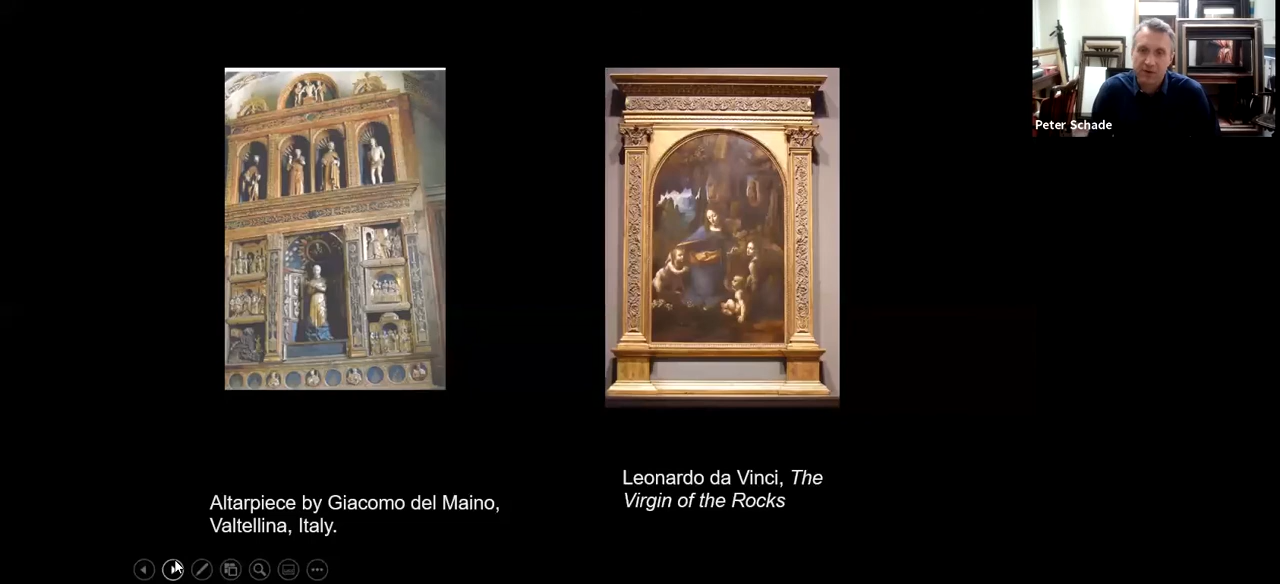 Peter Schade
Altarpiece by Giacomo del Maino,
Valtellina, Italy.
Leonardo da Vinci, The
Virgin of the Rocks